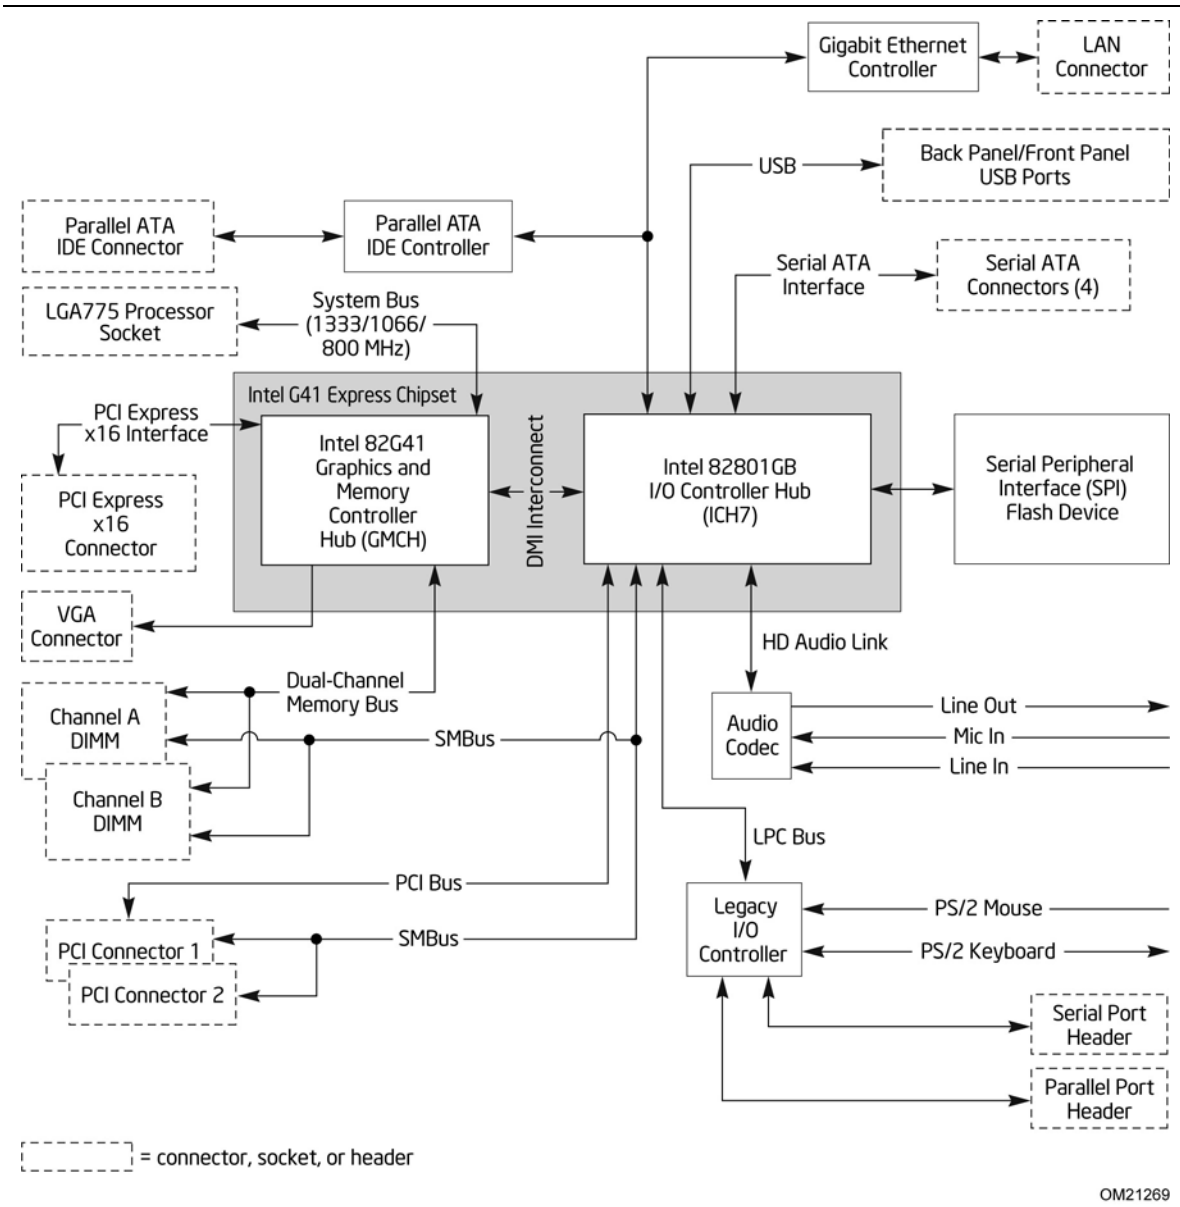 Gigabit Ethernet
Controller
LAN
Connector
USB
Back Panel/Front Panel
USB Ports
Parallel ATA
IDE Connector
Parallel ATA
IDE Controller
Serial ATA
Interface
Serial ATA
Connectors (4)
LGA775 Processor
Socket
System Bus
(1333/1066/
800 MHz)
Intel G41 Express Chipset
PCI Express
x16 Interface
Intel 82G41
Graphics and
Memory
Controller
Hub (GMCH)
DMI Interconnect
Intel 82801GB
I/O Controller Hub
(ICH7)
Serial Peripheral
Interface (SPI)
Flash Device
PCI Express
x16
Connector
VGA
Connector
HD Audio Link
Dual-Channel
Memory Bus
Channel A
DIMM
SMBus
Audio
Codec
Line Out
Mic In
Line In
Channel B
DIMM
LPC Bus
PCI Bus
Legacy
I/O
Controller
PS/2 Mouse
PS/2 Keyboard
PCI Connector 1
SMBus
PCI Connector 2
Serial Port
Header
Parallel Port
Header
= connector, socket, or header
OM21269